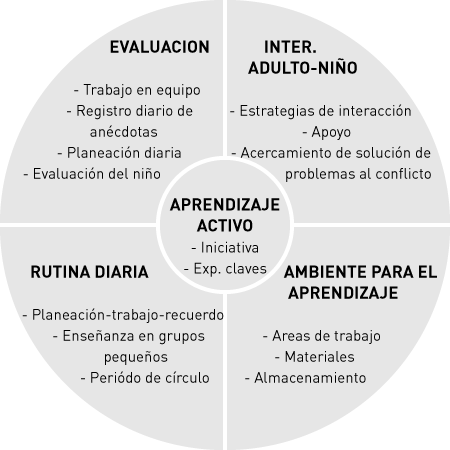 EVALUACION
- Trabajo en equipo
- Registro diario de
anécdotas
- Planeación diaria
- Evaluación del niño
INTER.
ADULTO-NIÑO
- Estrategias de interacción
- Apoyo
- Acercamiento de solución de
problemas al conflicto
APRENDIZAJE
ACTIVO
- Iniciativa
- Exp. claves
RUTINA DIARIA
- Planeación-trabajo-recuerdo
- Enseñanza en grupos
pequeños
- Periódo de círculo
AMBIENTE PARA EL
APRENDIZAJE
- Areas de trabajo
- Materiales
- Almacenamiento